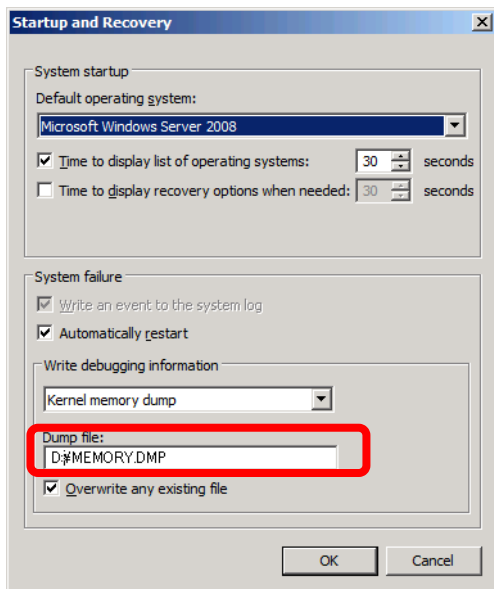 Startup and Recovery
System startup
Default operating system:
Microsoft Windows Server 2008
Time to display list of operating systems: 30 seconds
Time to display recovery options when needed: 30 seconds
System failure
Write an event to the system log
Automatically restart
Write debugging information
Kernel memory dump
Dump file:
D:¥MEMORY.DMP
Overwrite any existing file
OK Cancel